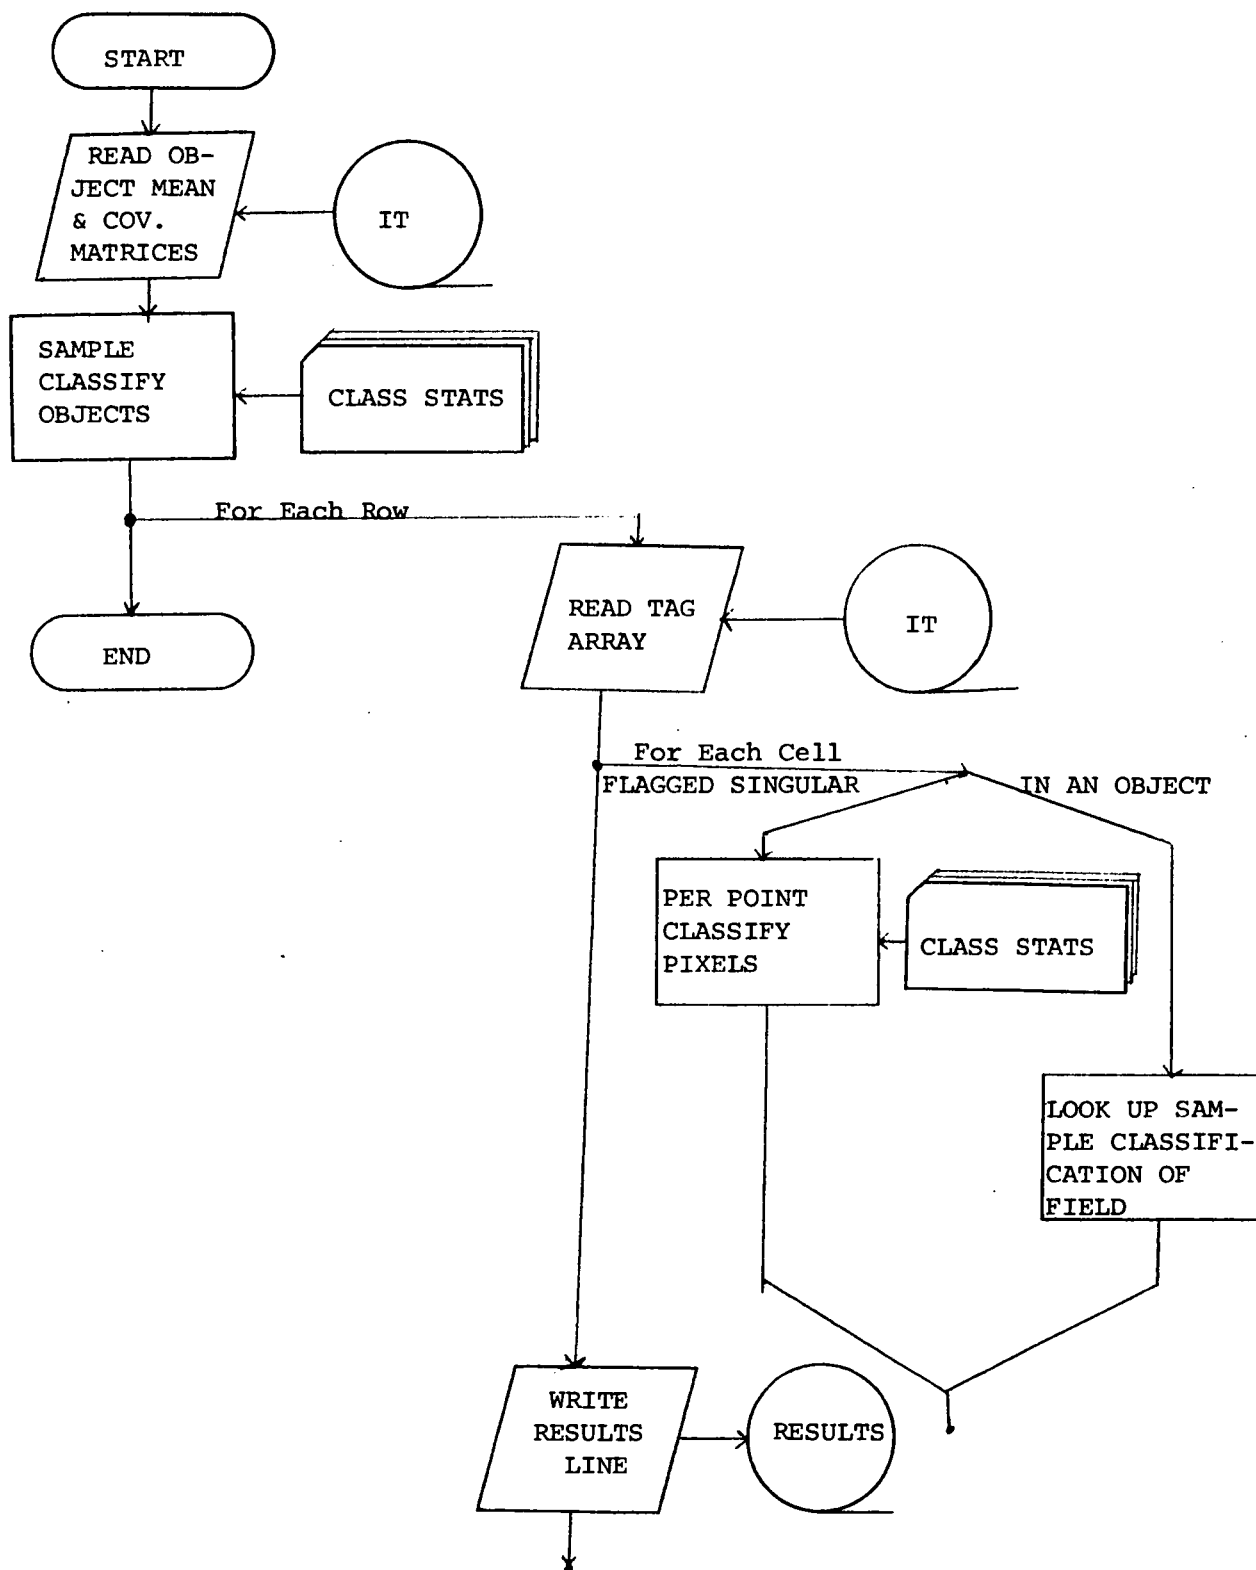 START
READ OB-
JECT MEAN
& COV.
MATRICES
IT
SAMPLE
CLASSIFY
OBJECTS
CLASS STATS
For Each Row
READ TAG
ARRAY
IT
END
For Each Cell
FLAGGED SINGULAR
IN AN OBJECT
PER POINT
CLASSIFY
PIXELS
CLASS STATS
LOOK UP SAM-
PLE CLASSIFI-
CATION OF
FIELD
WRITE
RESULTS
LINE
RESULTS